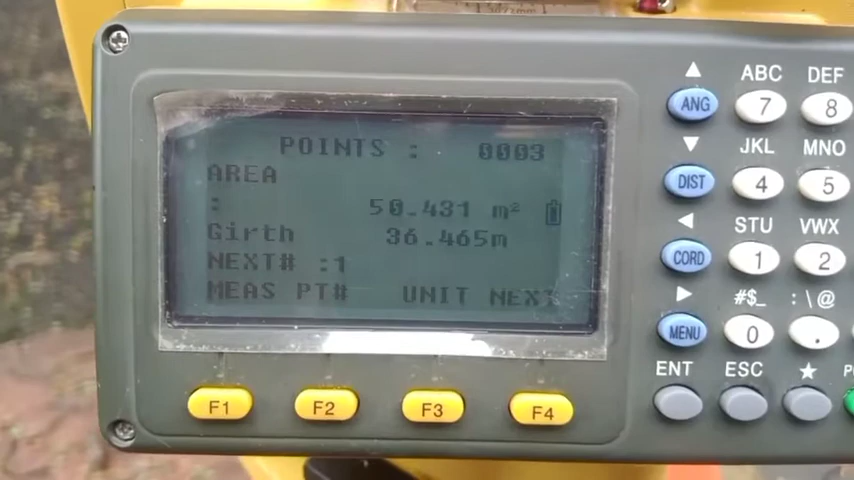 POINTS : 0003
AREA
: 50.431 m²
Girth 36.465m
NEXT# :1
MEAS PT# UNIT NEXT
F1 F2 F3 F4
▲ ABC DEF
ANG 7 8
▼ JKL MNO
DIST 4 5
◀ STU VWX
CORD 1 2
▶ #$_ :\@
MENU 0 .
ENT ESC ★